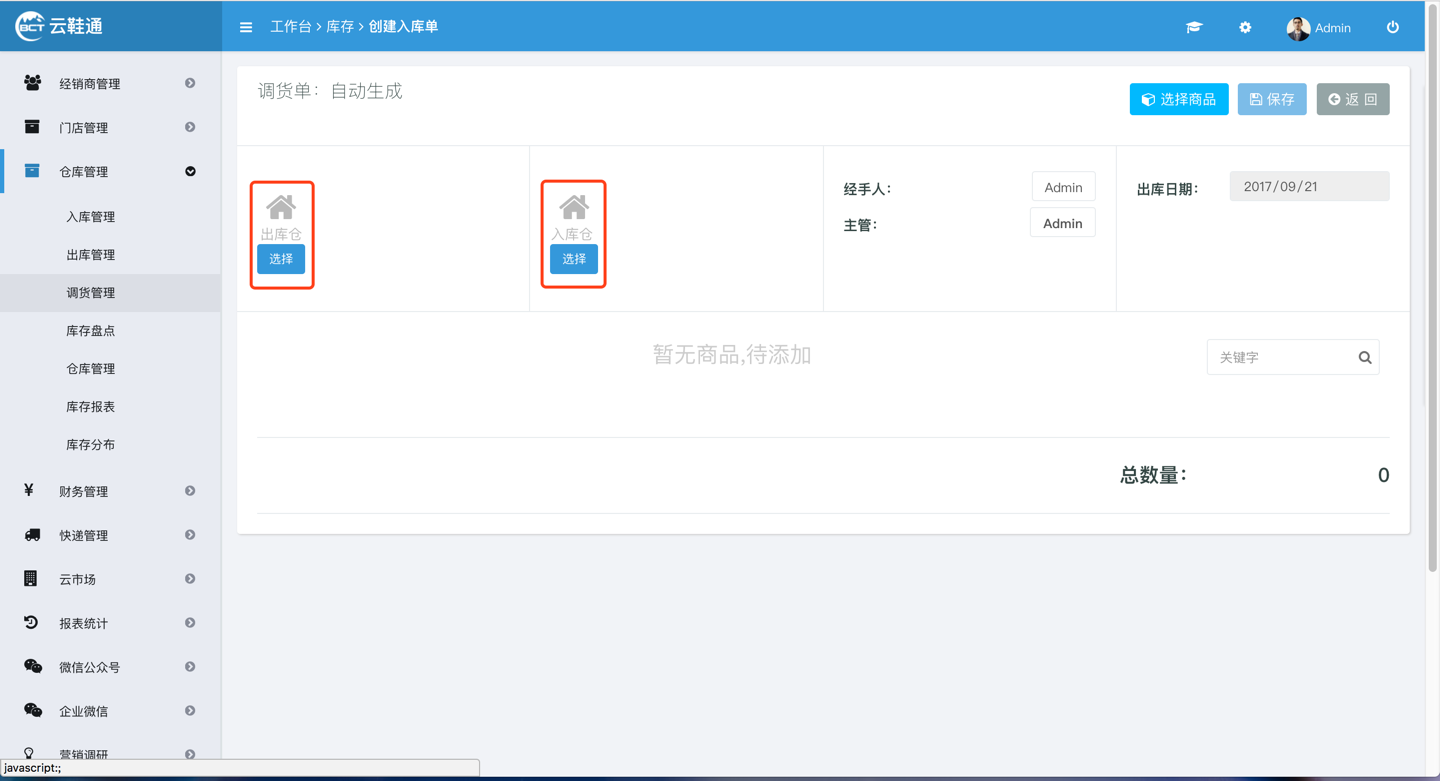 BCT 云鞋通
工作台 > 库存 > 创建入库单
Admin
经销商管理
门店管理
仓库管理
入库管理
出库管理
调货管理
库存盘点
仓库管理
库存报表
库存分布
¥ 财务管理
快递管理
云市场
报表统计
微信公众号
企业微信
营销调研
javascript:;
调货单：自动生成
选择商品
保存
返 回
出库仓
选择
入库仓
选择
经手人：
Admin
主管：
Admin
出库日期：
2017/09/21
暂无商品,待添加
关键字
总数量：
0